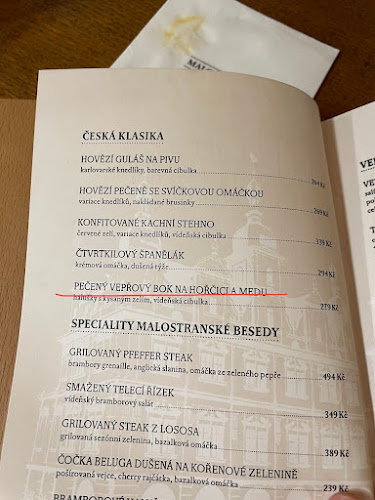 MALOS
ČESKÁ KLASIKA
HOVĚZÍ GULÁŠ NA PIVU
karlovarské knedlíky, barevná cibulka
HOVĚZÍ PEČENĚ SE SVÍČKOVOU OMÁČKOU
variace knedlíků, nakládané brusinky
KONFITOVANÉ KACHNÍ STEHNO
červené zelí, variace knedlíků, vídeňská cibulka
ČTVRTKILOVÝ ŠPANĚLÁK
krémová omáčka, dušená rýže
294 Kč
PEČENÝ VEPŘOVÝ BOK NA HOŘČICI A MEDU
halušky s kysaným zelím, vídeňská cibulka
279 Kč
SPECIALITY MALOSTRANSKÉ BESEDY
GRILOVANÝ PFEFFER STEAK
brambory grenaille, anglická slanina, omáčka ze zeleného pepře
494 Kč
SMAŽENÝ TELECÍ ŘÍZEK
vídeňský bramborový salát
349 Kč
GRILOVANÝ STEAK Z LOSOSA
grilovaná sezónní zelenina, bazalková omáčka
389 Kč
ČOČKA BELUGA DUŠENÁ NA KOŘENOVÉ ZELENINĚ
poširovaná vejce, cherry rajčátka, bazalková omáčka
239 Kč